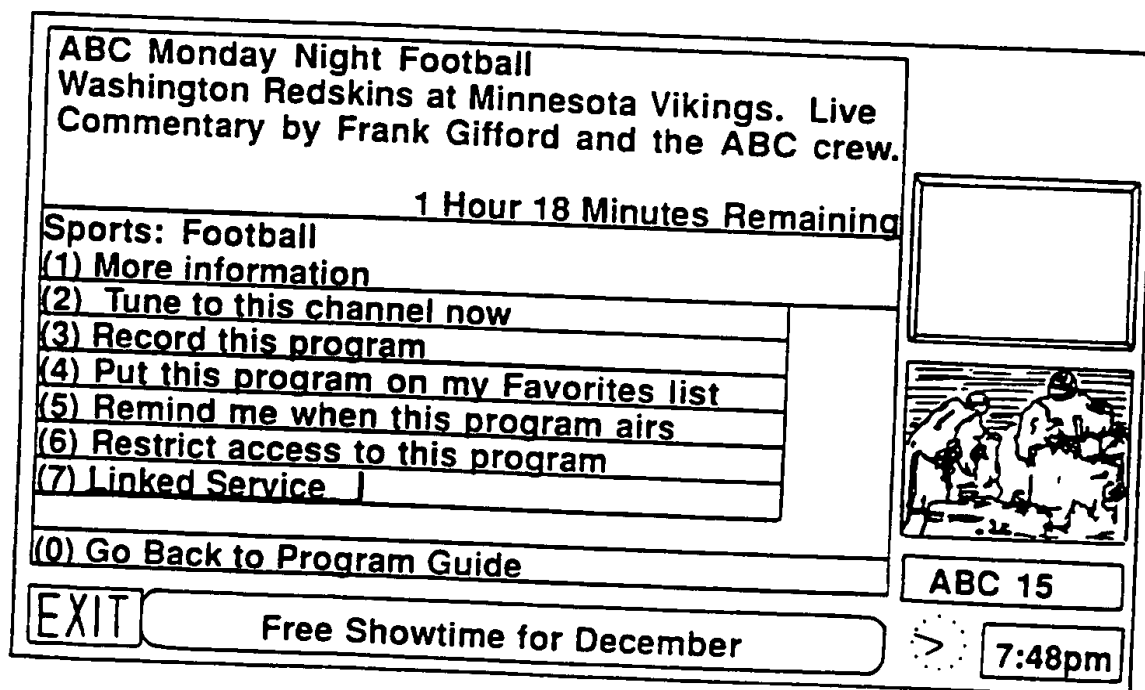 ABC Monday Night Football
Washington Redskins at Minnesota Vikings.  Live
Commentary by Frank Gifford and the ABC crew.
1 Hour 18 Minutes Remaining
Sports: Football
(1) More information
(2) Tune to this channel now
(3) Record this program
(4) Put this program on my Favorites list
(5) Remind me when this program airs
(6) Restrict access to this program
(7) Linked Service
(0) Go Back to Program Guide
ABC 15
EXIT
Free Showtime for December
7:48pm